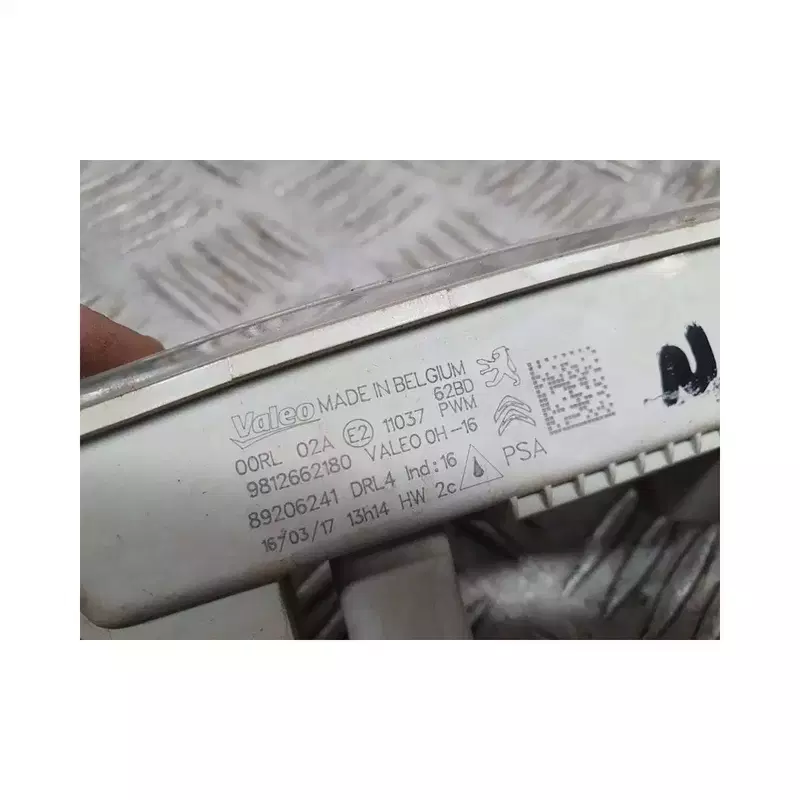 Valeo MADE IN BELGIUM
62BD
00RL 02A E2 11037 PWM
9812662180 VALEO 0H-16
89206241 DRL4 Ind:16 PSA
16/03/17 13h14 HW 2c